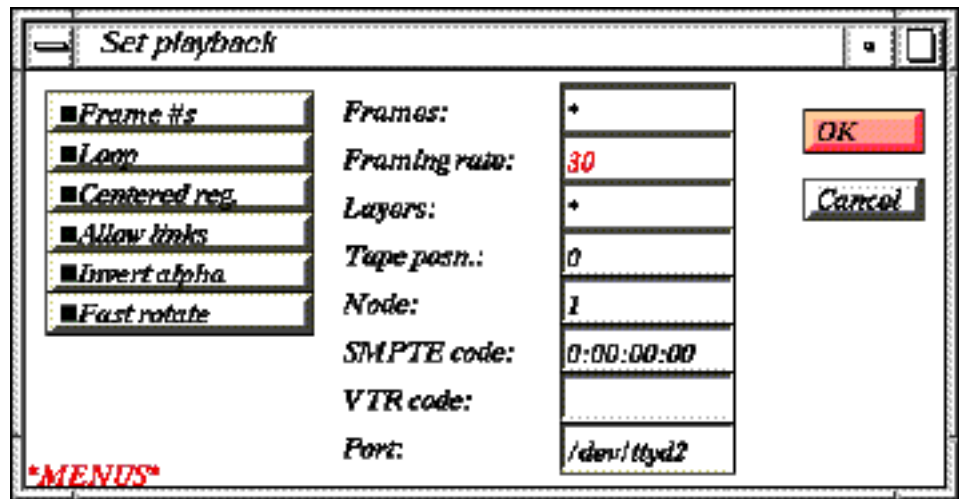 Set playback
Frame #s
Loop
Centered reg.
Allow links
Invert alpha
Fast rotate
Frames: *
Framing rate: 30
Layers: *
Tape posn.: 0
Node: 1
SMPTE code: 0:00:00:00
VTR code:
Port: /dev/ttyd2
OK
Cancel
*MENUS*